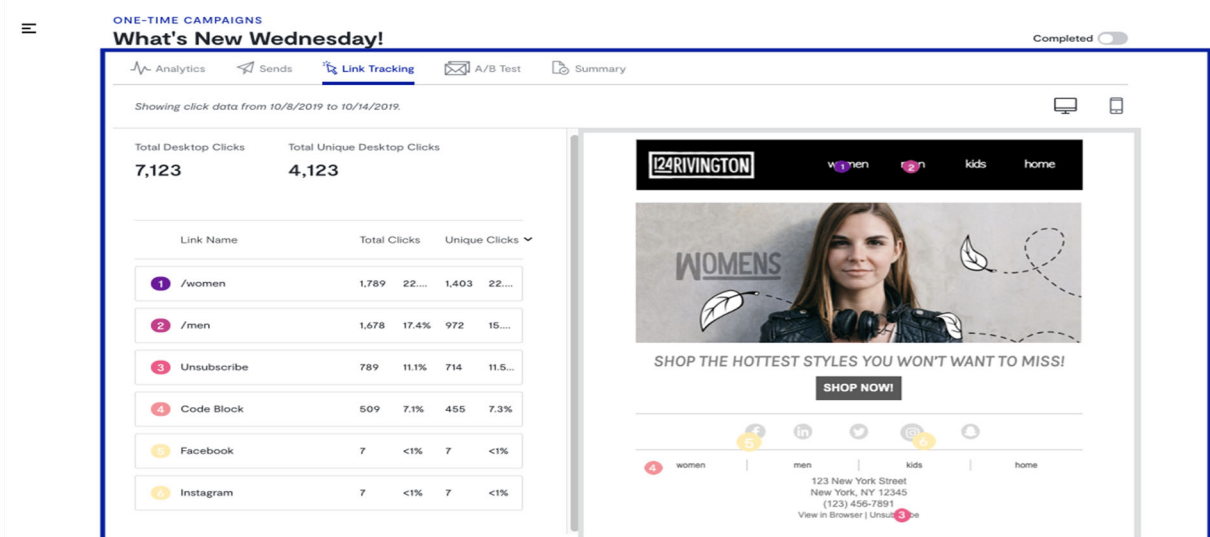 ONE-TIME CAMPAIGNS
What's New Wednesday!
Completed
Analytics Sends Link Tracking A/B Test Summary
Showing click data from 10/8/2019 to 10/14/2019.
Total Desktop Clicks Total Unique Desktop Clicks
7,123 4,123
Link Name Total Clicks Unique Clicks
1 /women 1,789 22.... 1,403 22....
2 /men 1,678 17.4% 972 15....
3 Unsubscribe 789 11.1% 714 11.5...
4 Code Block 509 7.1% 455 7.3%
5 Facebook 7 <1% 7 <1%
6 Instagram 7 <1% 7 <1%
124RIVINGTON women 1 2 kids home
WOMENS
SHOP THE HOTTEST STYLES YOU WON'T WANT TO MISS!
SHOP NOW!
5 6
4 women | men | kids | home
123 New York Street
New York, NY 12345
(123) 456-7891
View in Browser | Unsubscribe 3